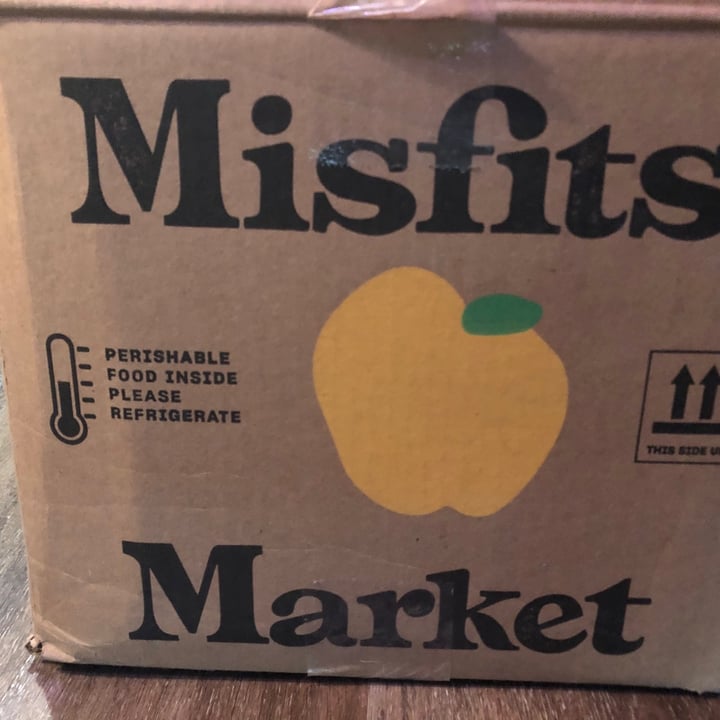 Misfits
PERISHABLE
FOOD INSIDE
PLEASE
REFRIGERATE
THIS SIDE
Market